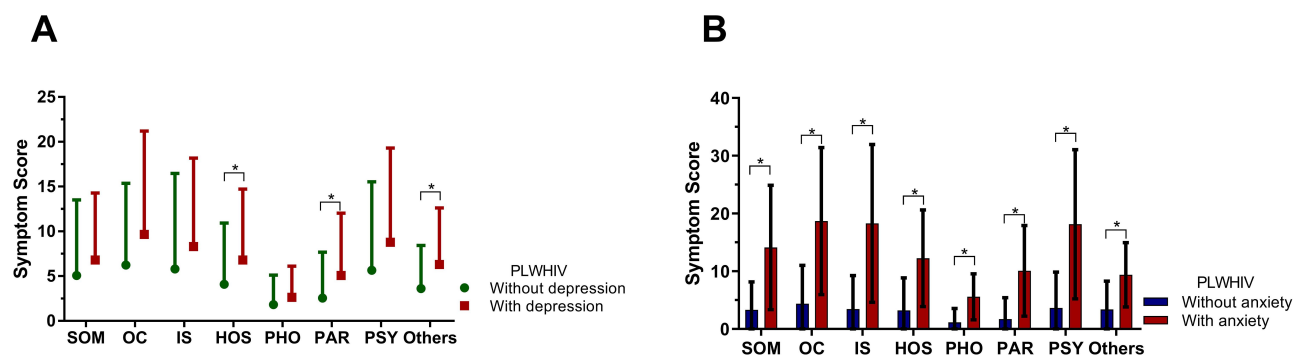 A
Symptom Score
25
20
15
10
5
0
*
*
*
SOM OC IS HOS PHO PAR PSY Others
PLWHIV
Without depression
With depression
B
Symptom Score
40
30
20
10
0
*
*
*
*
*
*
*
*
SOM OC IS HOS PHO PAR PSY Others
PLWHIV
Without anxiety
With anxiety